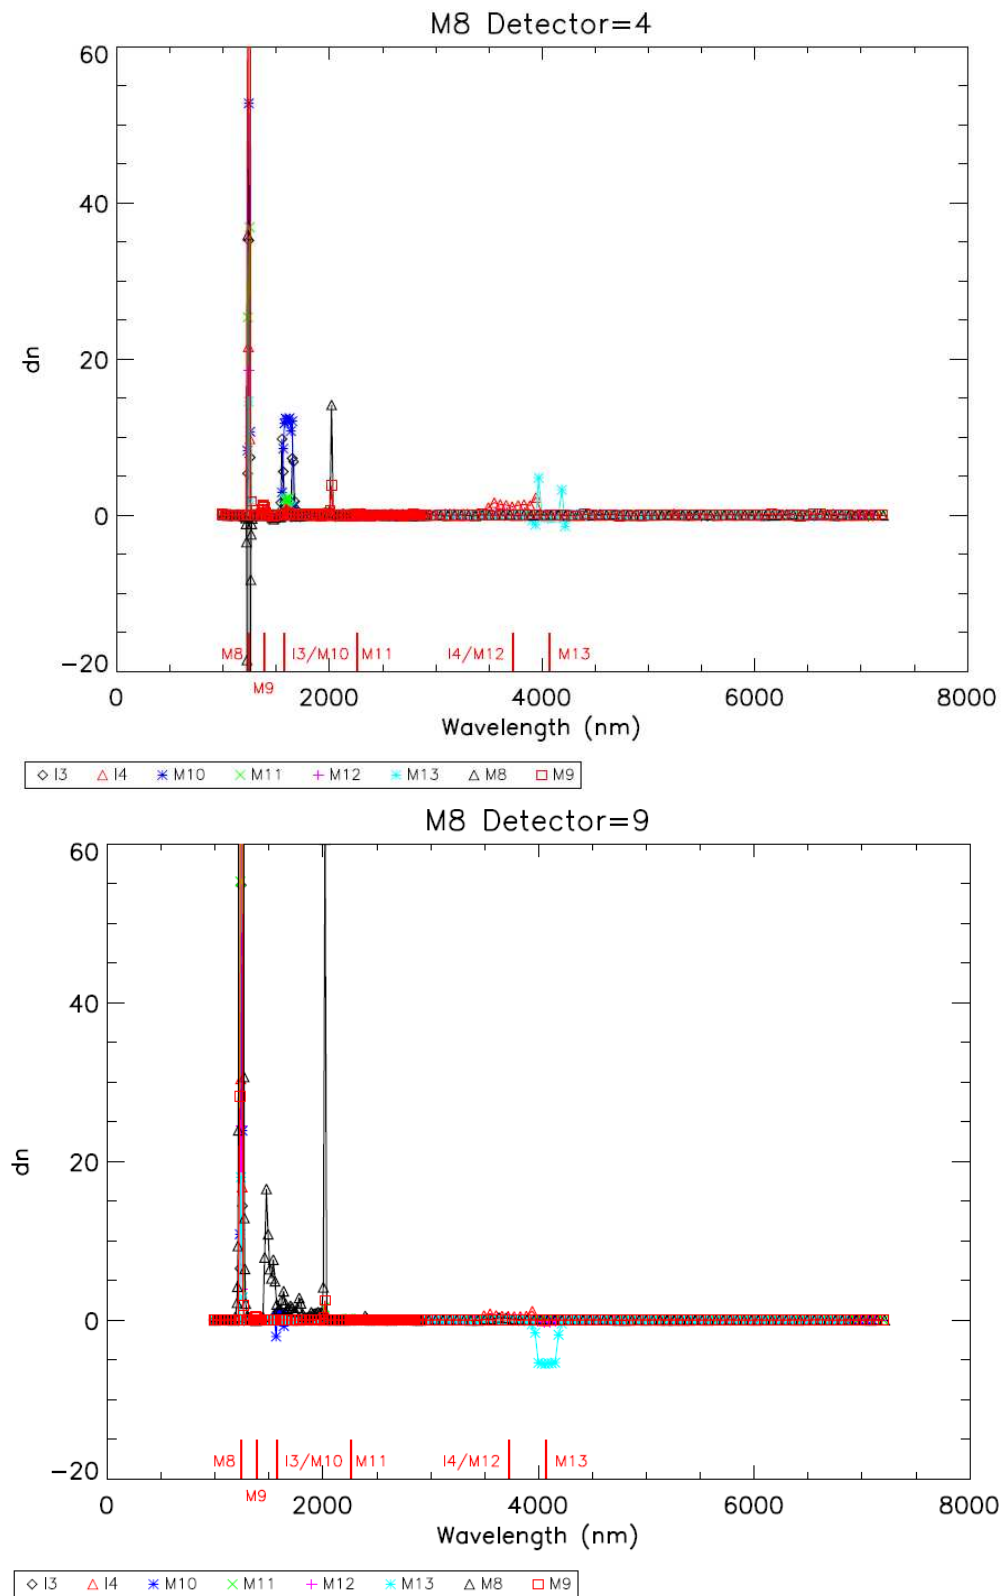 M8 Detector=4
60
40
20
0
−20
dn
M8
M9
I3/M10
M11
I4/M12
M13
0 2000 4000 6000 8000
Wavelength (nm)
I3 I4 M10 M11 M12 M13 M8 M9
M8 Detector=9
60
40
20
0
−20
dn
M8
M9
I3/M10
M11
I4/M12
M13
0 2000 4000 6000 8000
Wavelength (nm)
I3 I4 M10 M11 M12 M13 M8 M9